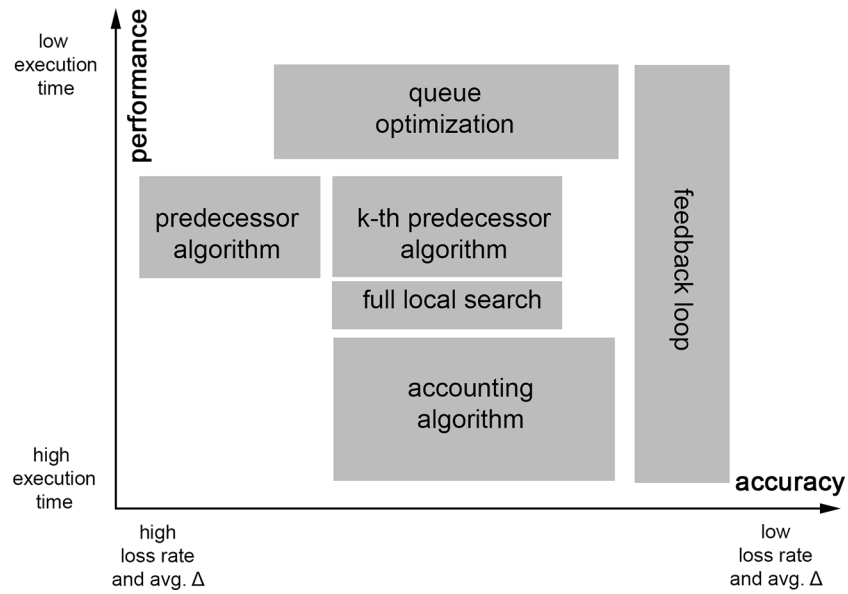 low
execution
time
performance
queue
optimization
predecessor
algorithm
k-th predecessor
algorithm
full local search
accounting
algorithm
feedback loop
high
execution
time
accuracy
high
loss rate
and avg. Δ
low
loss rate
and avg. Δ